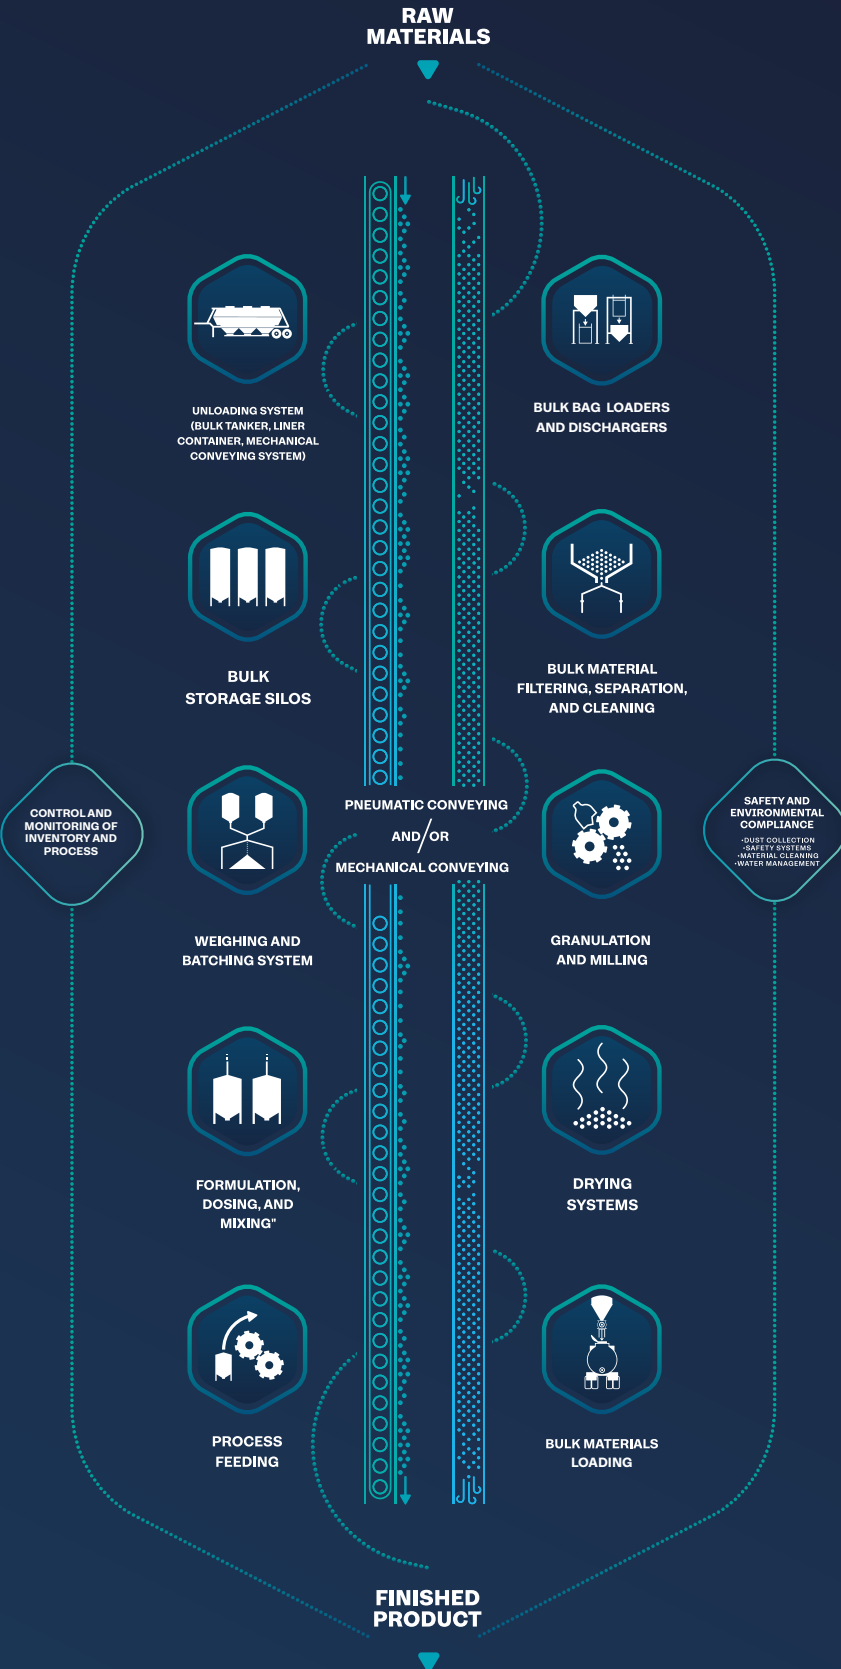 RAW
MATERIALS
UNLOADING SYSTEM
(BULK TANKER, LINER
CONTAINER, MECHANICAL
CONVEYING SYSTEM)
BULK BAG LOADERS
AND DISCHARGERS
BULK
STORAGE SILOS
BULK MATERIAL
FILTERING, SEPARATION,
AND CLEANING
CONTROL AND
MONITORING OF
INVENTORY AND
PROCESS
PNEUMATIC CONVEYING
AND/OR
MECHANICAL CONVEYING
SAFETY AND
ENVIRONMENTAL
COMPLIANCE
•DUST COLLECTION
•SAFETY SYSTEMS
•MATERIAL CLEANING
•WATER MANAGEMENT
WEIGHING AND
BATCHING SYSTEM
GRANULATION
AND MILLING
FORMULATION,
DOSING, AND
MIXING"
DRYING
SYSTEMS
PROCESS
FEEDING
BULK MATERIALS
LOADING
FINISHED
PRODUCT